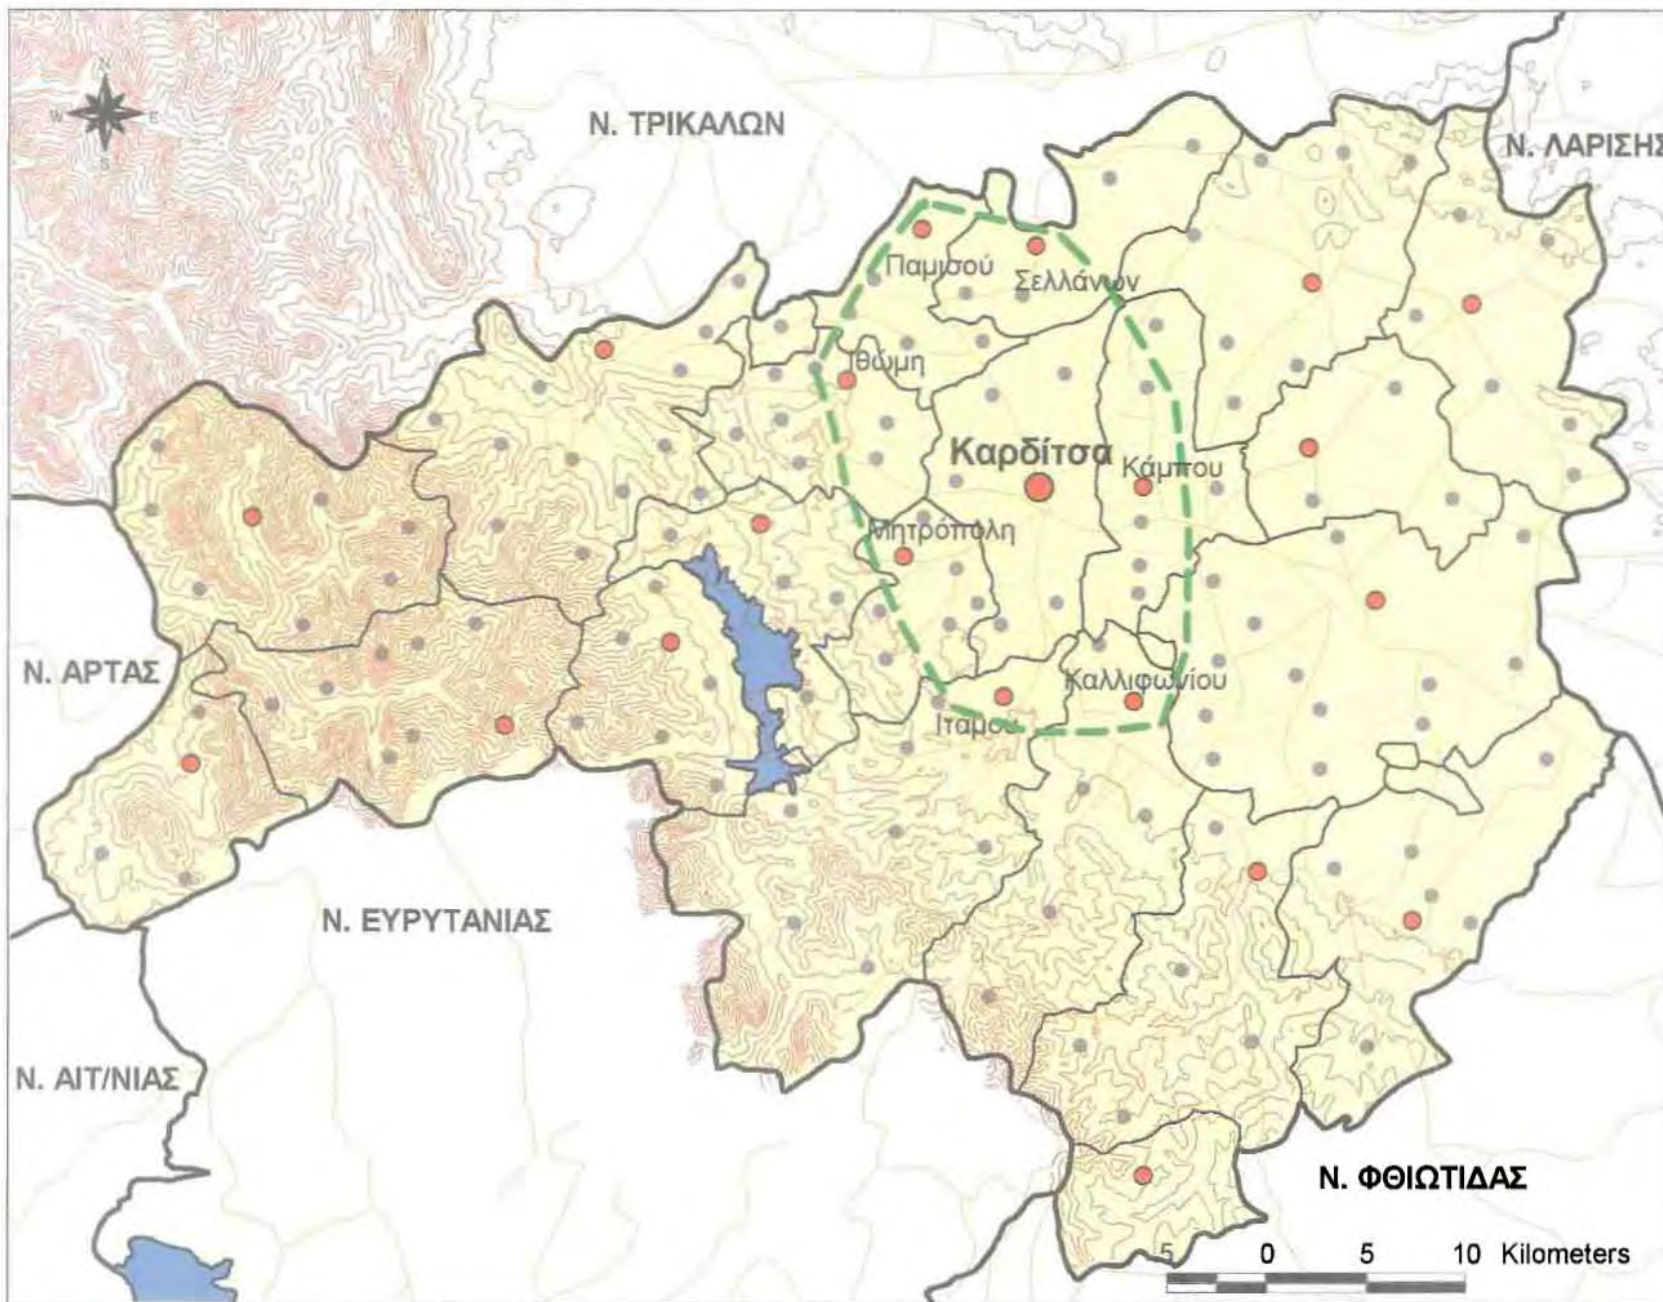 N
W E
S
Ν. ΤΡΙΚΑΛΩΝ
Ν. ΛΑΡΙΣΗΣ
Παμισού
Σελλάνων
Ιθώμη
Καρδίτσα
Κάμπου
Μητρόπολη
Ν. ΑΡΤΑΣ
Καλλιφωνίου
Ιταμού
Ν. ΕΥΡΥΤΑΝΙΑΣ
Ν. ΑΙΤ/ΝΙΑΣ
Ν. ΦΘΙΩΤΙΔΑΣ
5 0 5 10 Kilometers